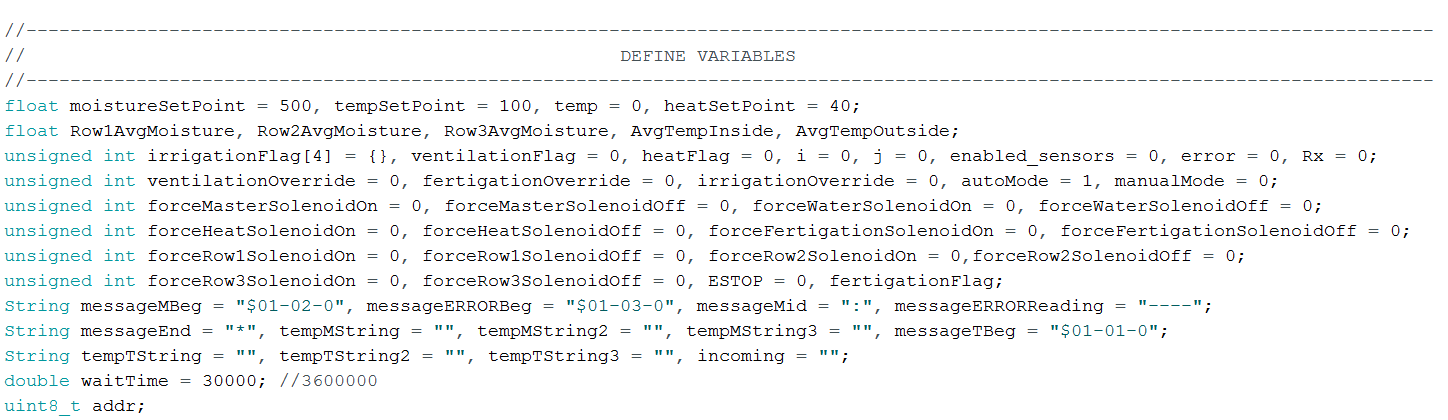 //--------------------------------------------------------------------------------------------------------------------------------
// DEFINE VARIABLES
//--------------------------------------------------------------------------------------------------------------------------------
float moistureSetPoint = 500, tempSetPoint = 100, temp = 0, heatSetPoint = 40;
float Row1AvgMoisture, Row2AvgMoisture, Row3AvgMoisture, AvgTempInside, AvgTempOutside;
unsigned int irrigationFlag[4] = {}, ventilationFlag = 0, heatFlag = 0, i = 0, j = 0, enabled_sensors = 0, error = 0, Rx = 0;
unsigned int ventilationOverride = 0, fertigationOverride = 0, irrigationOverride = 0, autoMode = 1, manualMode = 0;
unsigned int forceMasterSolenoidOn = 0, forceMasterSolenoidOff = 0, forceWaterSolenoidOn = 0, forceWaterSolenoidOff = 0;
unsigned int forceHeatSolenoidOn = 0, forceHeatSolenoidOff = 0, forceFertigationSolenoidOn = 0, forceFertigationSolenoidOff = 0;
unsigned int forceRow1SolenoidOn = 0, forceRow1SolenoidOff = 0, forceRow2SolenoidOn = 0,forceRow2SolenoidOff = 0;
unsigned int forceRow3SolenoidOn = 0, forceRow3SolenoidOff = 0, ESTOP = 0, fertigationFlag;
String messageMBeg = "$01-02-0", messageERRORBeg = "$01-03-0", messageMid = ":", messageERRORReading = "----";
String messageEnd = "*", tempMString = "", tempMString2 = "", tempMString3 = "", messageTBeg = "$01-01-0";
String tempTString = "", tempTString2 = "", tempTString3 = "", incoming = "";
double waitTime = 30000; //3600000
uint8_t addr;